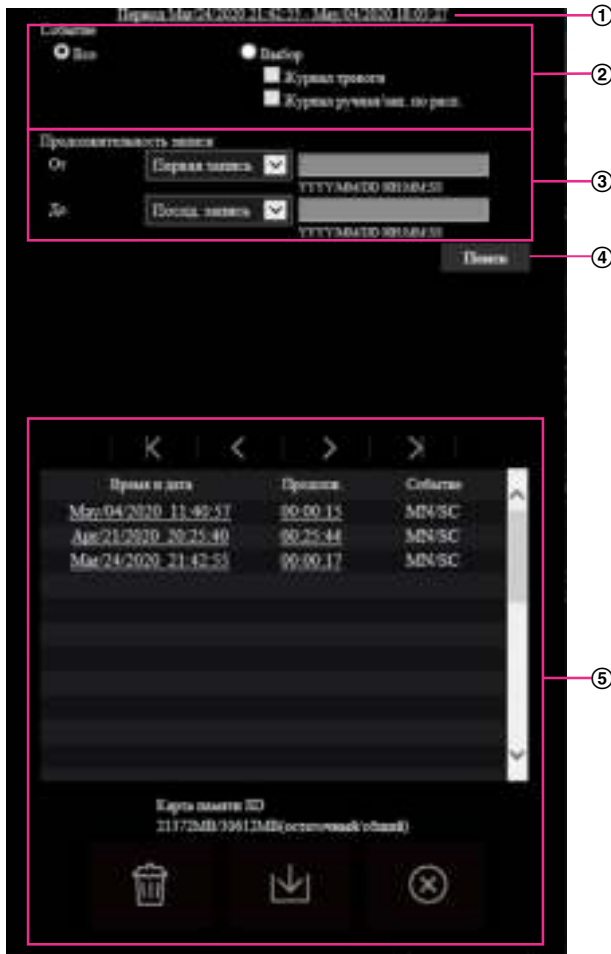 Период Mar/24/2020 21:42:57 - May/04/2020 18:05:27 ①
Событие
Все Выбор ②
Журнал тревоги
Журнал ручная/зап. по расп.
Продолжительность записи
От Первая запись ③
YYYY/MM/DD HH:MM:SS
До Послд. запись
YYYY/MM/DD HH:MM:SS
Поиск ④
Время и дата Продолж. Событие
May/04/2020 11:40:57 00:00:15 MN/SC
Apr/21/2020 20:25:40 00:25:44 MN/SC
Mar/24/2020 21:42:55 00:00:17 MN/SC
⑤
Карта памяти SD
21372MB/30612MB(остаточный/общий)